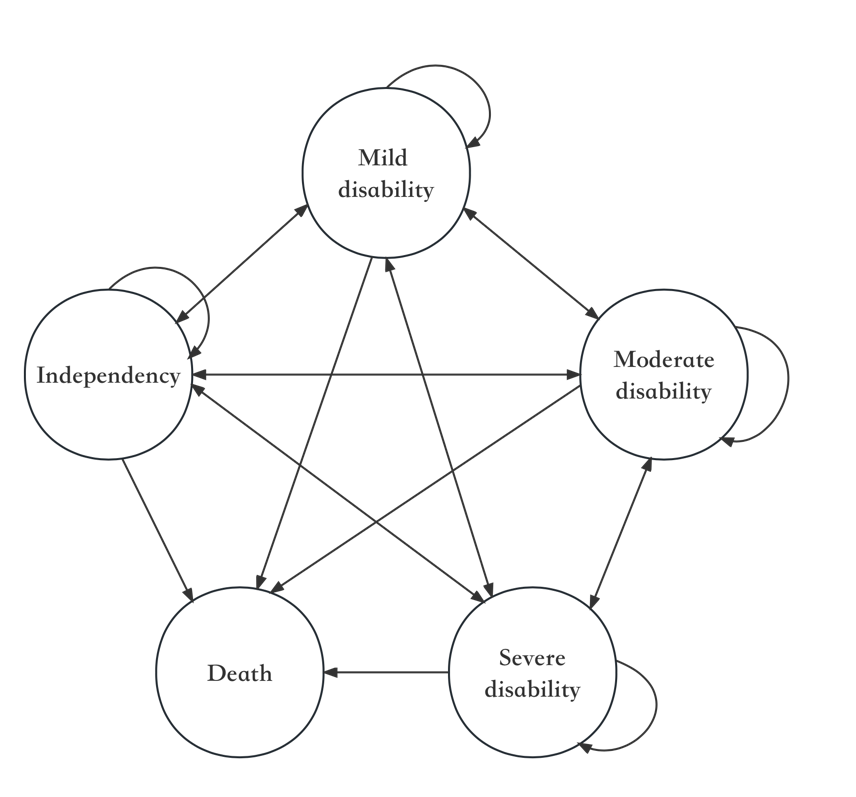 Mild
disability
Independency
Moderate
disability
Death
Severe
disability